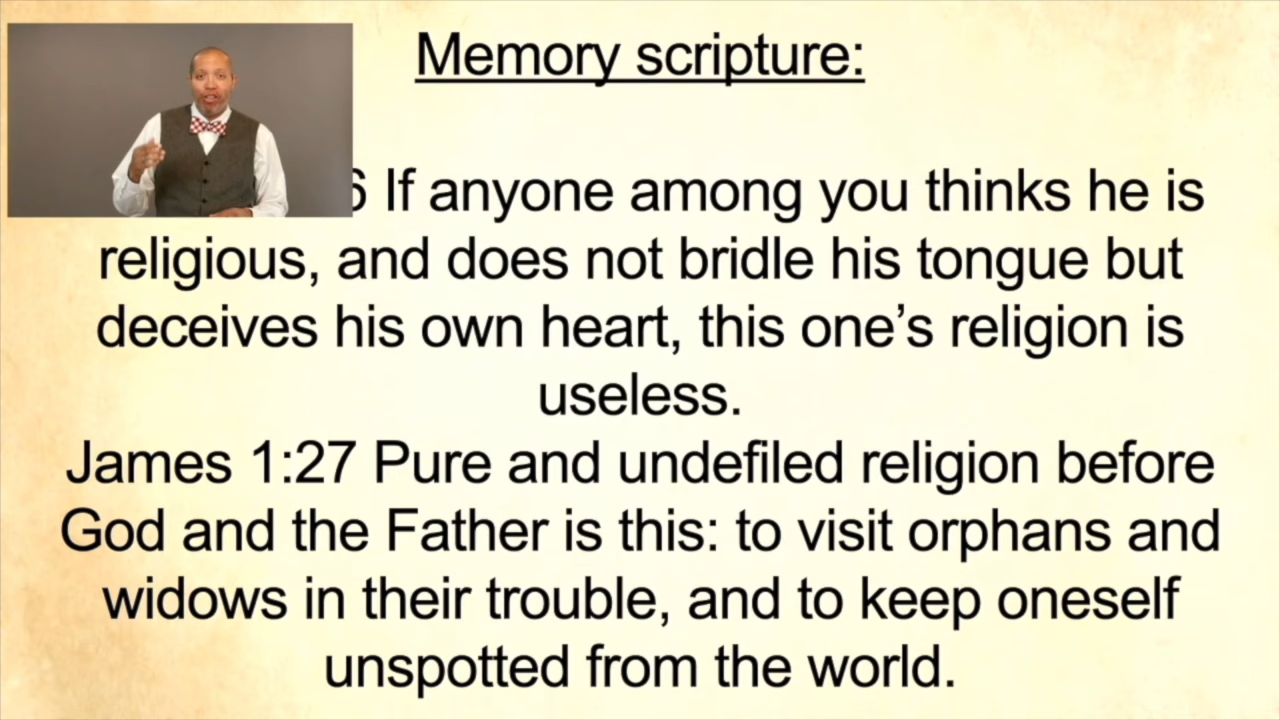 Memory scripture:
6 If anyone among you thinks he is
religious, and does not bridle his tongue but
deceives his own heart, this one’s religion is
useless.
James 1:27 Pure and undefiled religion before
God and the Father is this: to visit orphans and
widows in their trouble, and to keep oneself
unspotted from the world.